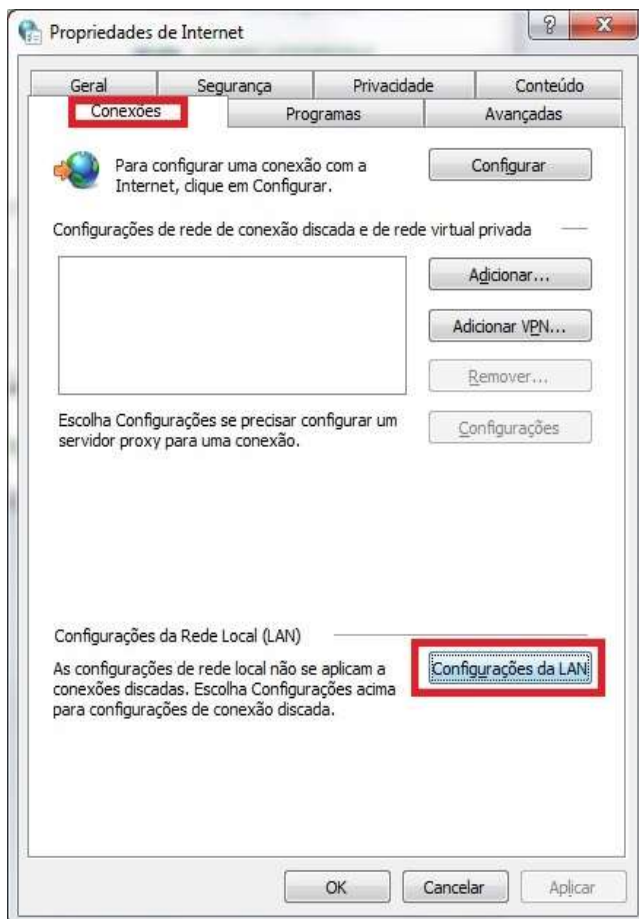 Propriedades de Internet
Geral Segurança Privacidade Conteúdo
Conexões Programas Avançadas
Para configurar uma conexão com a
Internet, clique em Configurar.
Configurar
Configurações de rede de conexão discada e de rede virtual privada
Adicionar...
Adicionar VPN...
Remover...
Escolha Configurações se precisar configurar um
servidor proxy para uma conexão.
Configurações
Configurações da Rede Local (LAN)
As configurações de rede local não se aplicam a
conexões discadas. Escolha Configurações acima
para configurações de conexão discada.
Configurações da LAN
OK Cancelar Aplicar